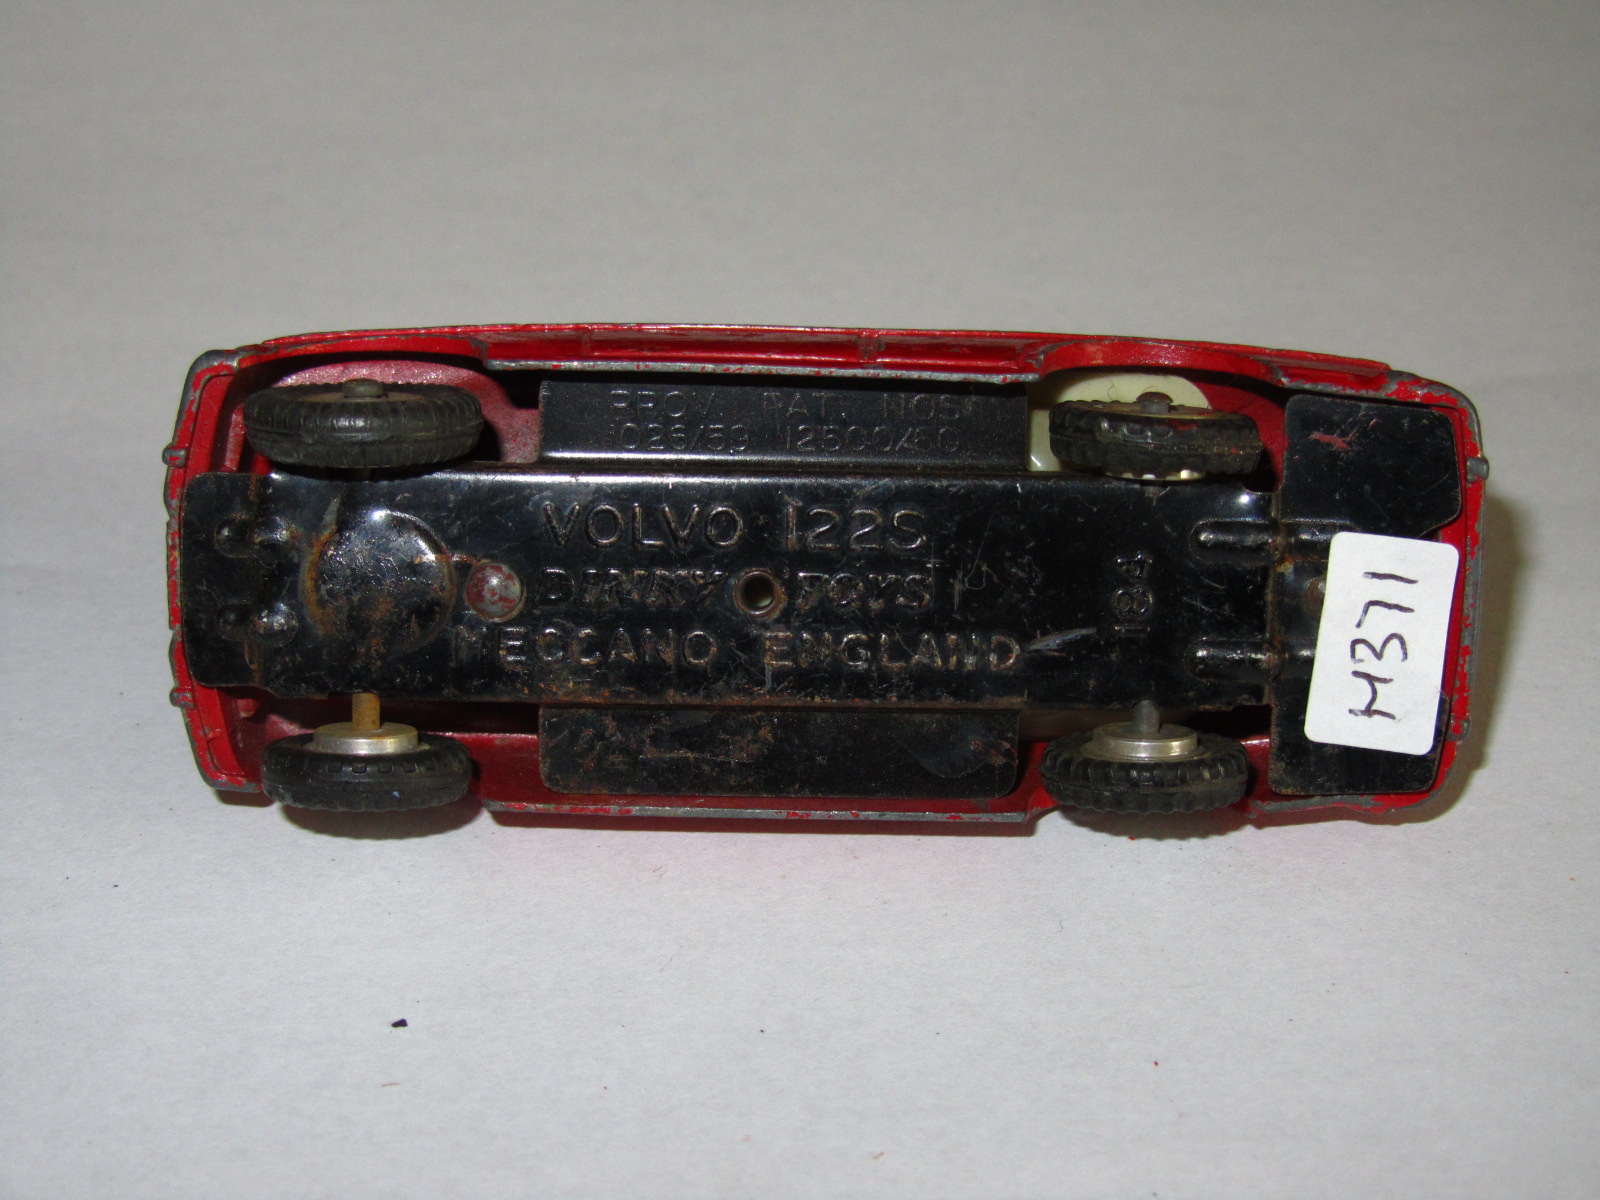 PROV. PAT. NOS
1026/59 12500/60
VOLVO 122S
DINKY TOYS
MECCANO ENGLAND
184
M371